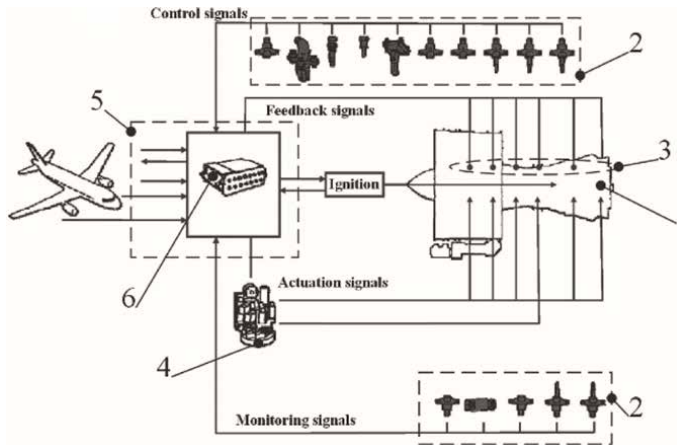 Control signals
2
5
Feedback signals
3
Ignition
6
Actuation signals
4
Monitoring signals
2